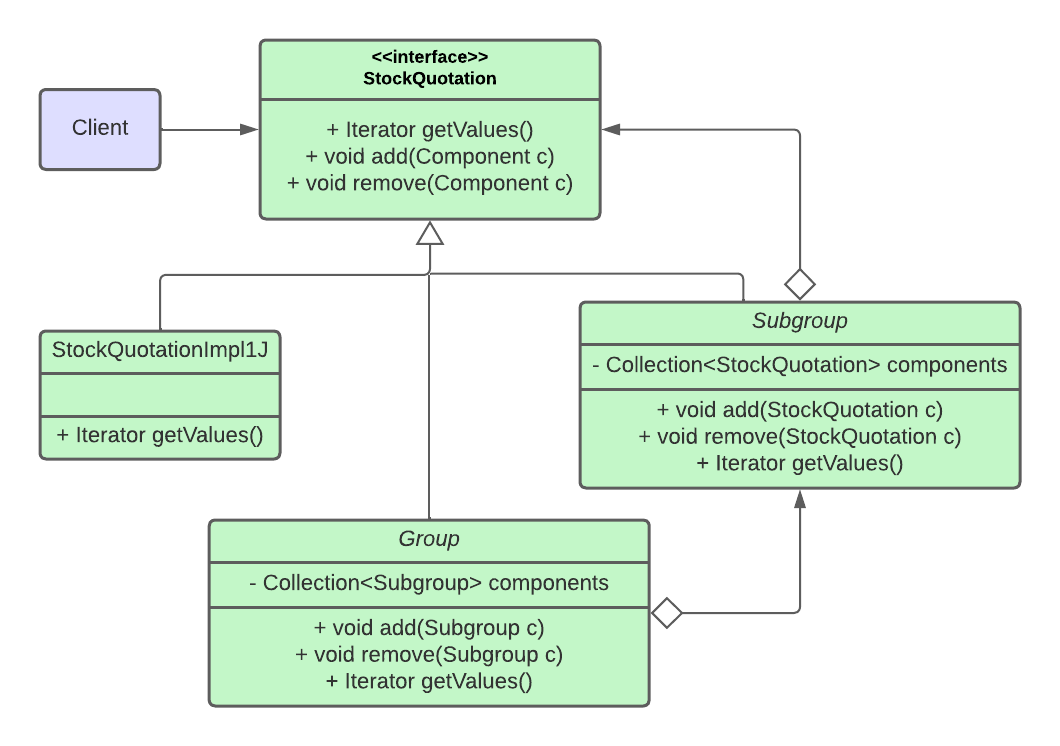 <<interface>>
StockQuotation
Client
+ Iterator getValues()
+ void add(Component c)
+ void remove(Component c)
Subgroup
- Collection<StockQuotation> components
+ void add(StockQuotation c)
+ void remove(StockQuotation c)
+ Iterator getValues()
StockQuotationImpl1J
+ Iterator getValues()
Group
- Collection<Subgroup> components
+ void add(Subgroup c)
+ void remove(Subgroup c)
+ Iterator getValues()